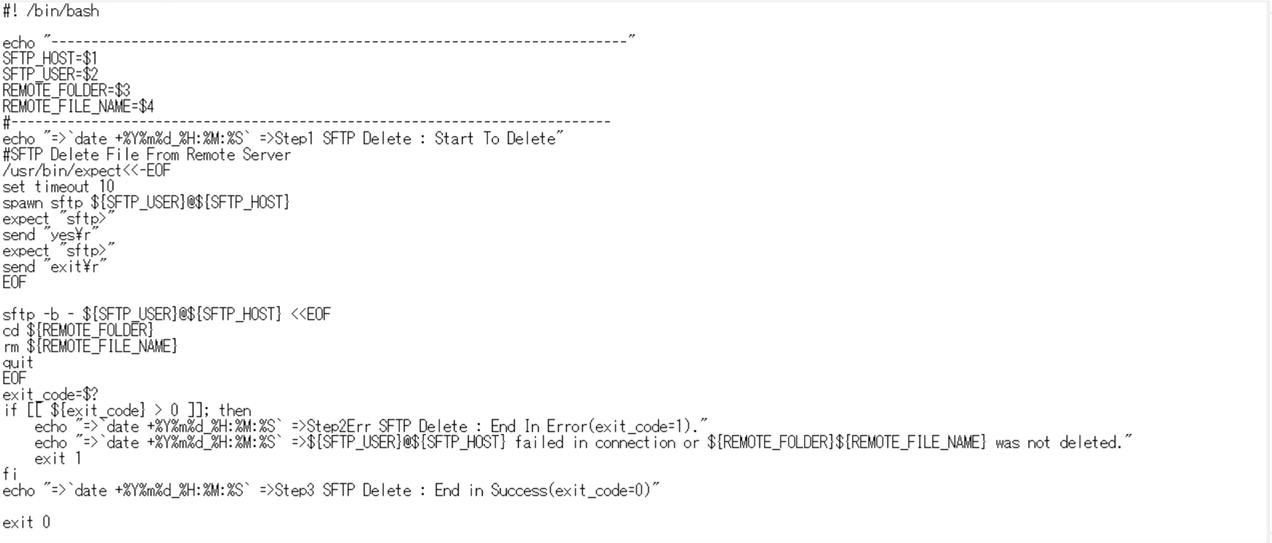 #! /bin/bash
echo "------------------------------------------------------------------------"
SFTP_HOST=$1
SFTP_USER=$2
REMOTE_FOLDER=$3
REMOTE_FILE_NAME=$4
#---------------------------------------------------------------------------
echo "=>`date +%Y%m%d_%H:%M:%S` =>Step1 SFTP Delete : Start To Delete"
#SFTP Delete File From Remote Server
/usr/bin/expect<<-EOF
set timeout 10
spawn sftp ${SFTP_USER}@${SFTP_HOST}
expect "sftp>"
send "yes¥r"
expect "sftp>"
send "exit¥r"
EOF
sftp -b - ${SFTP_USER}@${SFTP_HOST} <<EOF
cd ${REMOTE_FOLDER}
rm ${REMOTE_FILE_NAME}
quit
EOF
exit_code=$?
if [[ ${exit_code} > 0 ]]; then
    echo "=>`date +%Y%m%d_%H:%M:%S` =>Step2Err SFTP Delete : End In Error(exit_code=1)."
    echo "=>`date +%Y%m%d_%H:%M:%S` =>${SFTP_USER}@${SFTP_HOST} failed in connection or ${REMOTE_FOLDER}${REMOTE_FILE_NAME} was not deleted."
    exit 1
fi
echo "=>`date +%Y%m%d_%H:%M:%S` =>Step3 SFTP Delete : End in Success(exit_code=0)"
exit 0